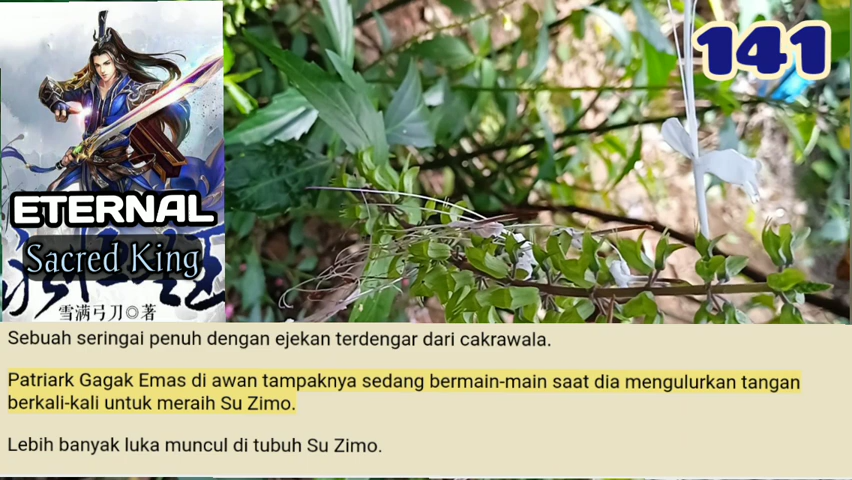 141
ETERNAL
Sacred King
雪满弓刀◎著
Sebuah seringai penuh dengan ejekan terdengar dari cakrawala.
Patriark Gagak Emas di awan tampaknya sedang bermain-main saat dia mengulurkan tangan
berkali-kali untuk meraih Su Zimo.
Lebih banyak luka muncul di tubuh Su Zimo.